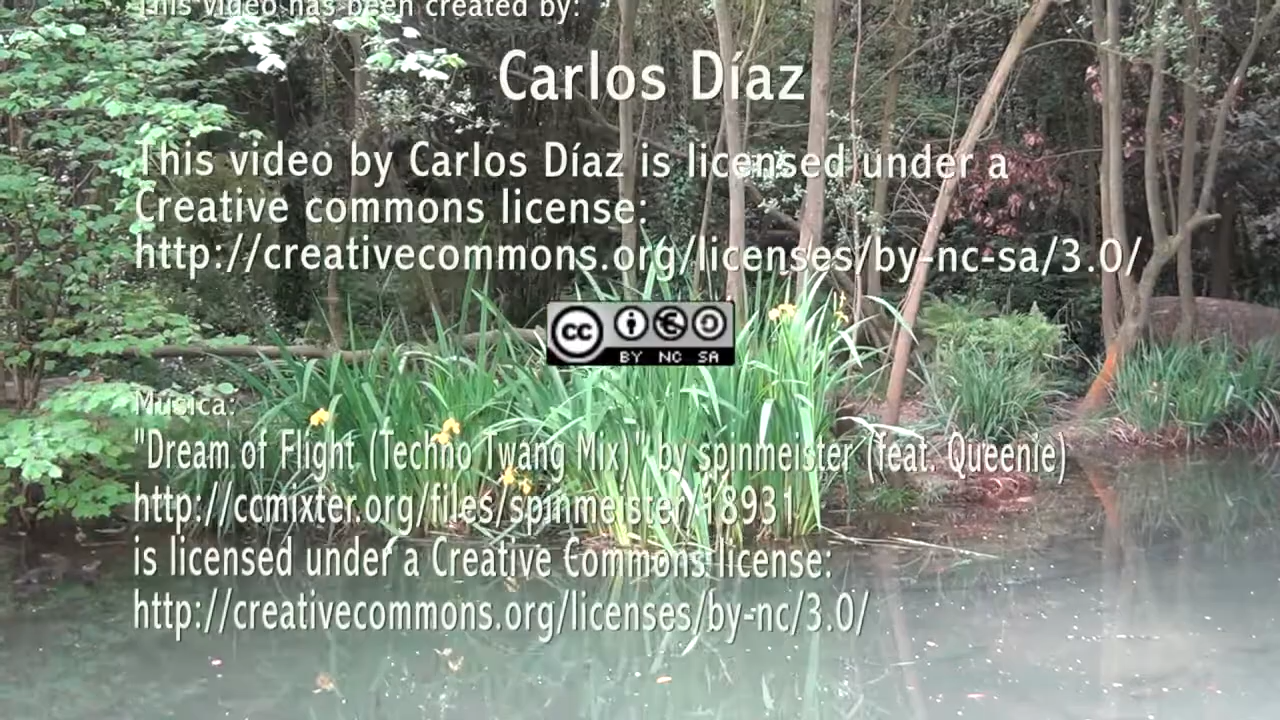 This video has been created by:
Carlos Díaz
This video by Carlos Díaz is licensed under a
Creative commons license:
http://creativecommons.org/licenses/by-nc-sa/3.0/
cc
BY NC SA
Música:
"Dream of Flight (Techno Twang Mix)" by spinmeister (feat. Queenie)
http://ccmixter.org/files/spinmeister/18931
is licensed under a Creative Commons license:
http://creativecommons.org/licenses/by-nc/3.0/